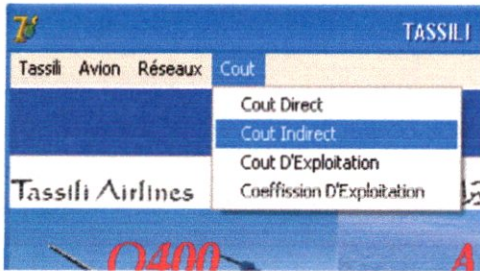 TASSILI
Tassili Avion Réseaux Cout
Cout Direct
Cout Indirect
Cout D'Exploitation
Coeffission D'Exploitation
Tassili Airlines
Q400
A